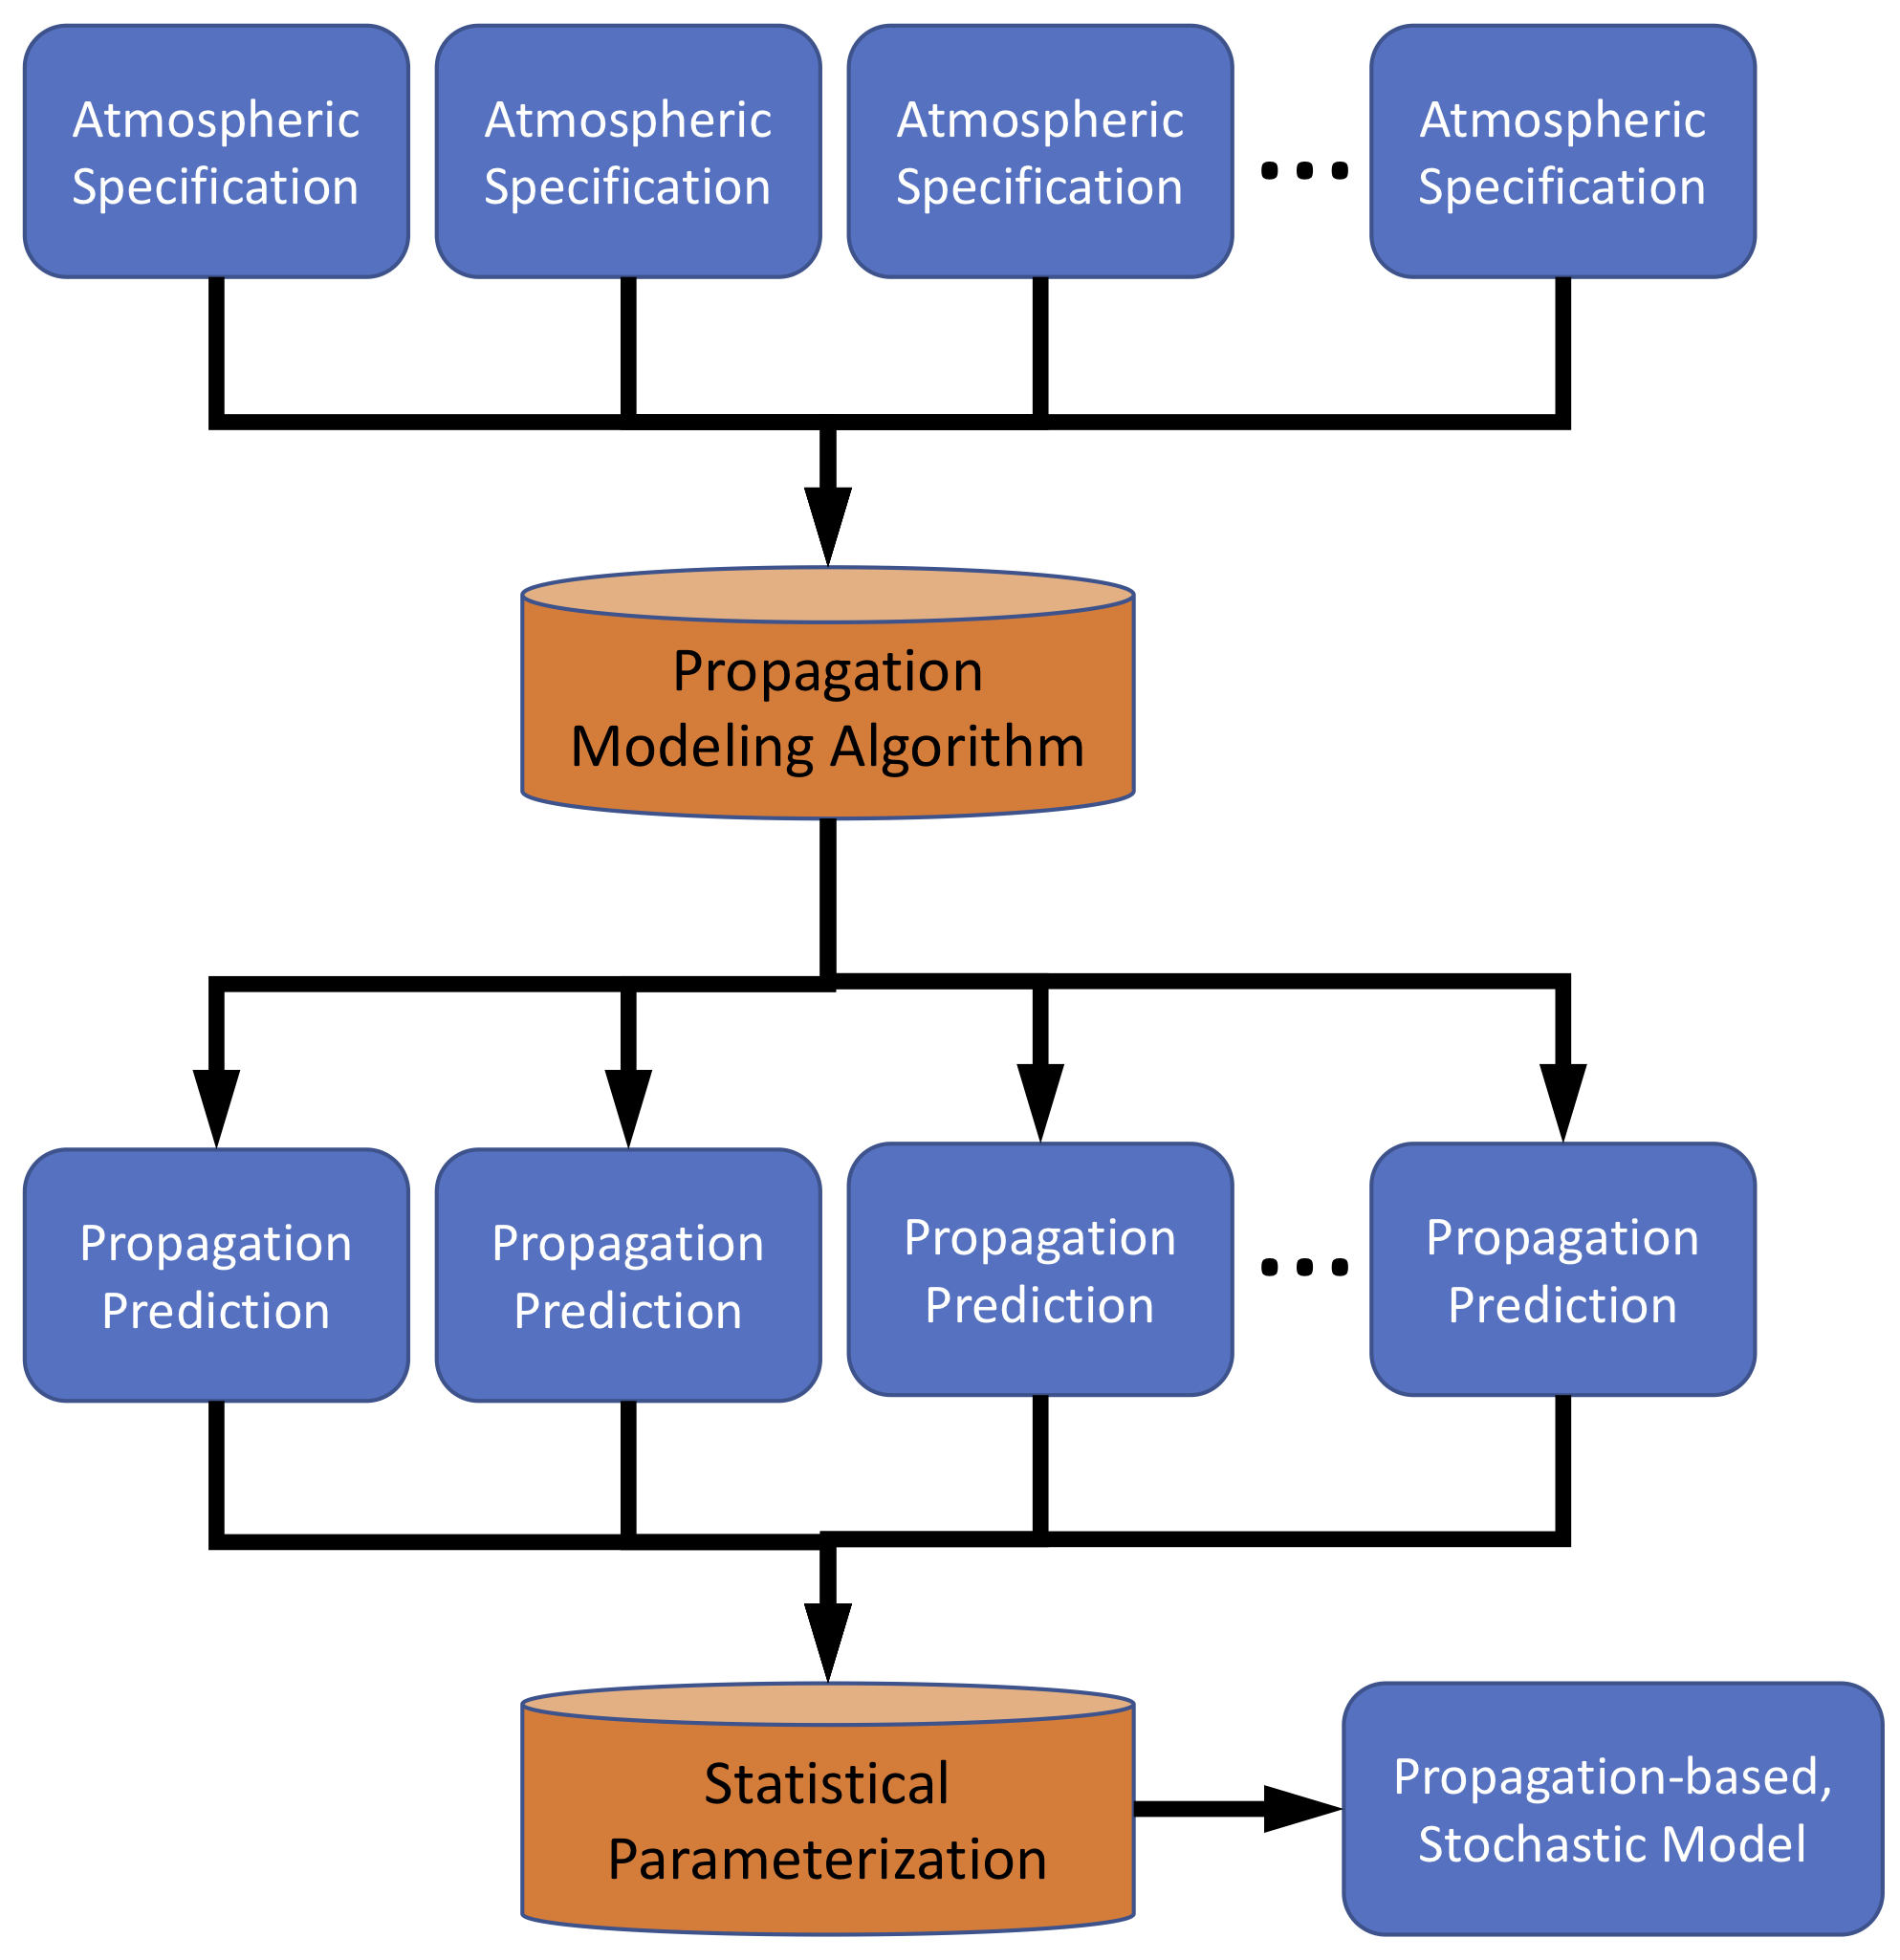 Atmospheric
Specification
Atmospheric
Specification
Atmospheric
Specification
...
Atmospheric
Specification
Propagation
Modeling Algorithm
Propagation
Prediction
Propagation
Prediction
Propagation
Prediction
...
Propagation
Prediction
Statistical
Parameterization
Propagation-based,
Stochastic Model